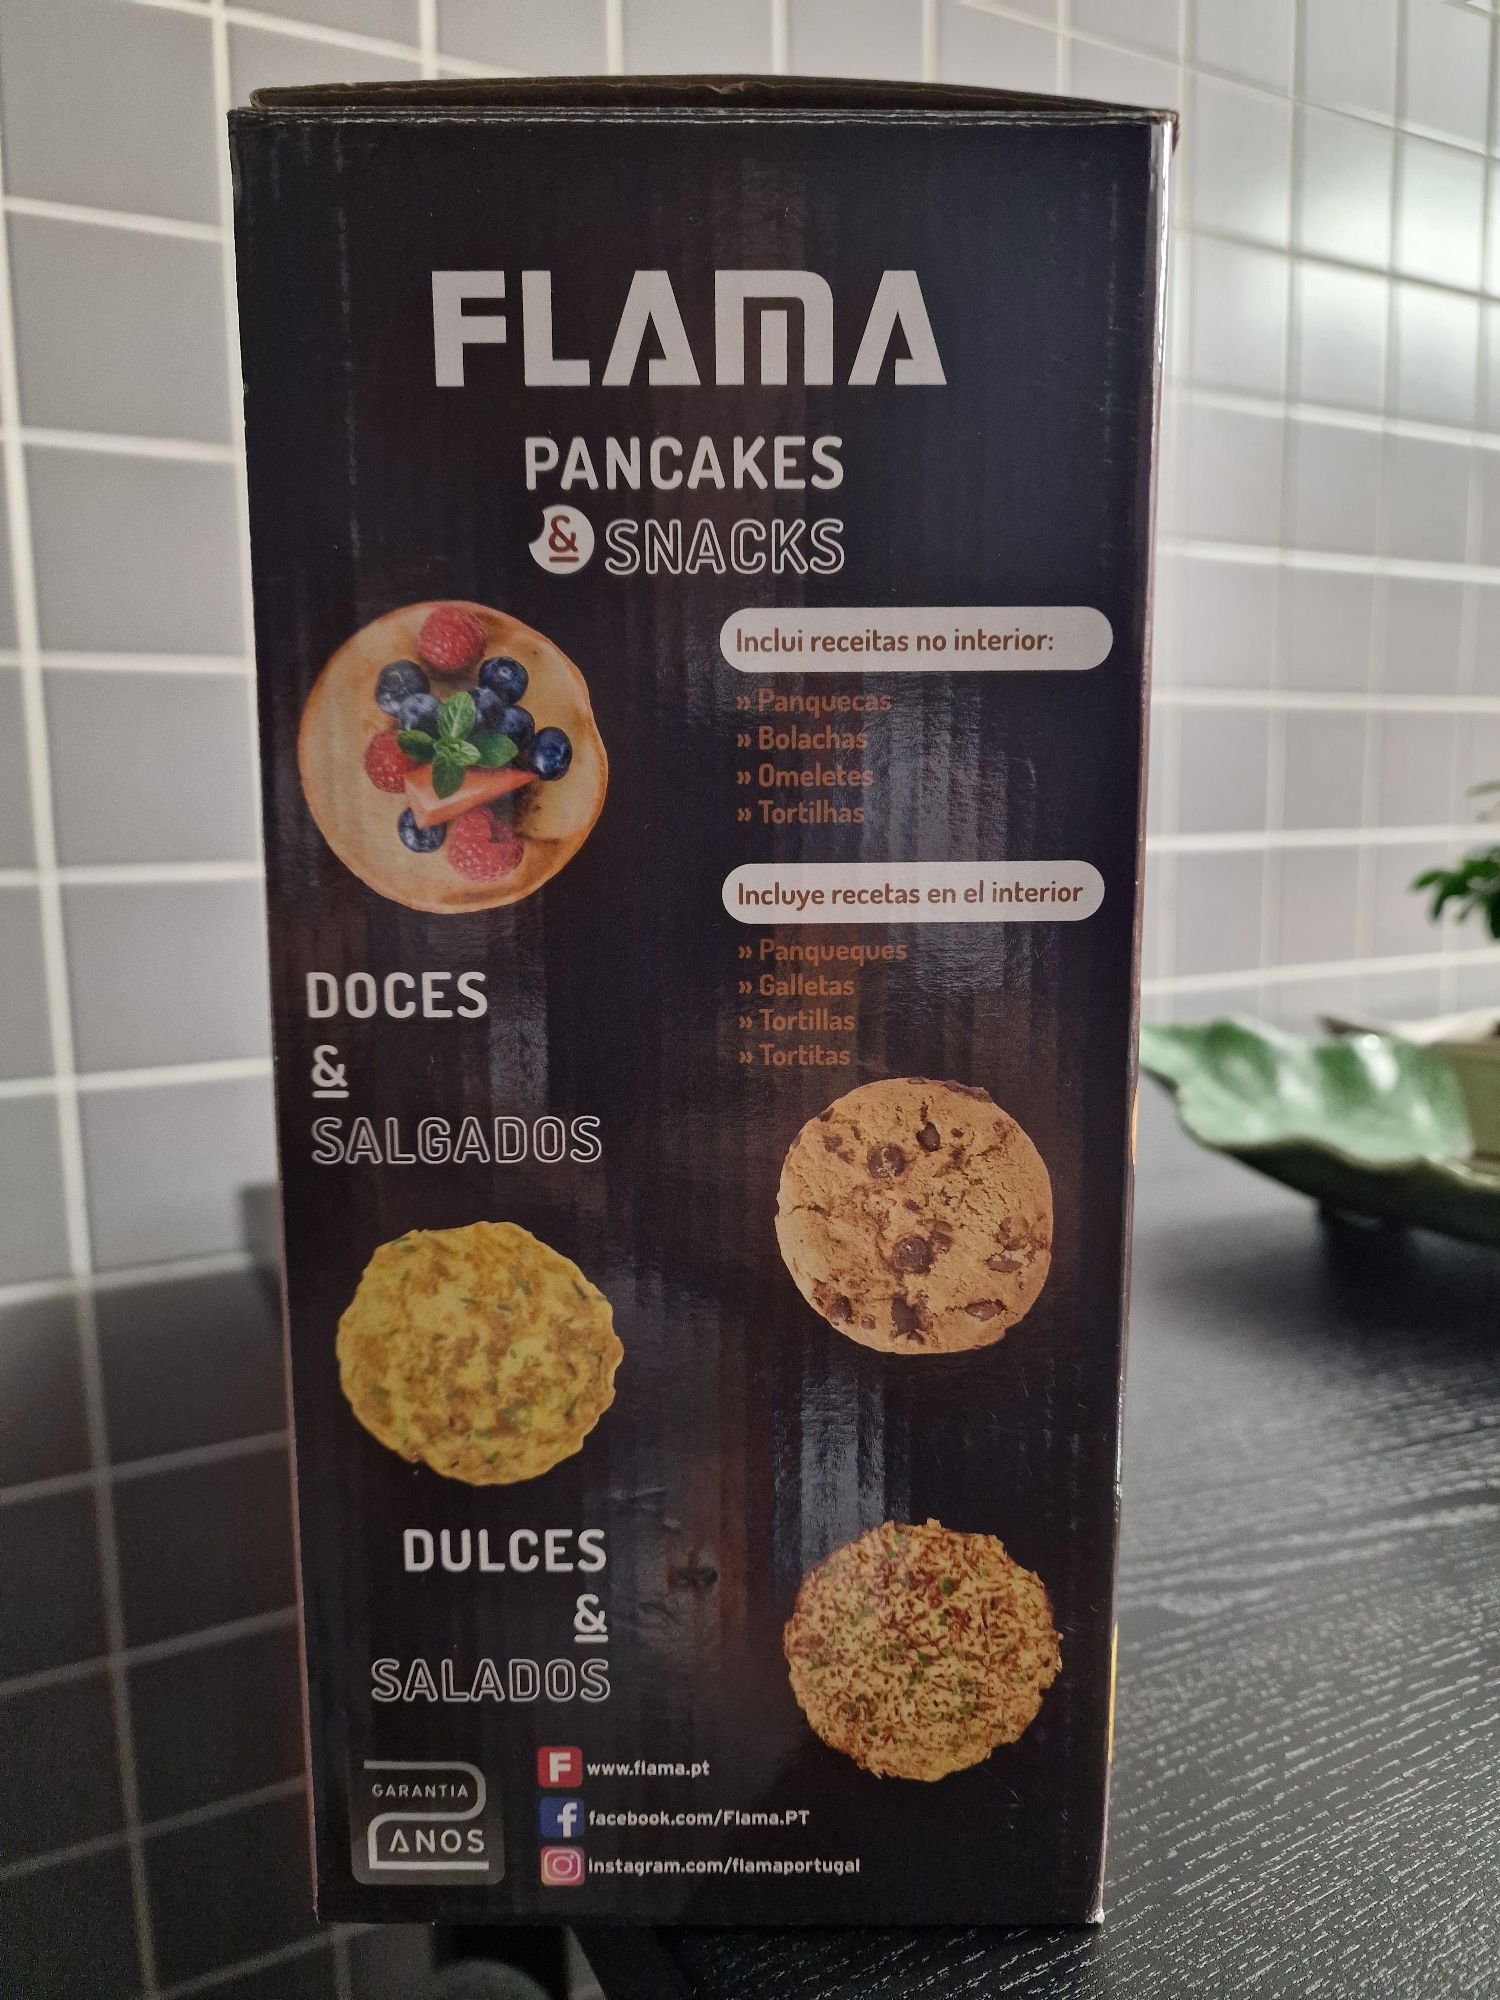 FLAMA
PANCAKES
& SNACKS
Inclui receitas no interior:
» Panquecas
» Bolachas
» Omeletes
» Tortilhas
Incluye recetas en el interior
» Panqueques
» Galletas
» Tortillas
» Tortitas
DOCES
&
SALGADOS
DULCES
&
SALADOS
GARANTIA
2 ANOS
F www.flama.pt
f facebook.com/Flama.PT
instagram.com/flamaportugal